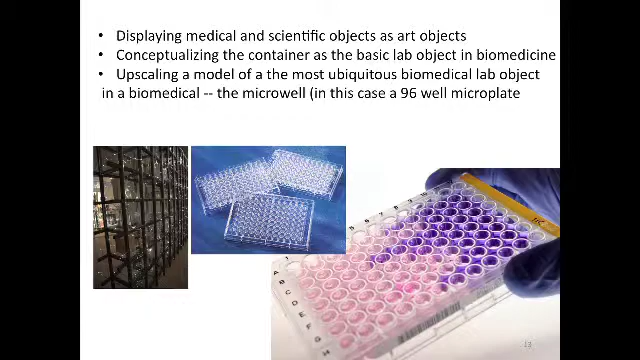 • Displaying medical and scientific objects as art objects
• Conceptualizing the container as the basic lab object in biomedicine
• Upscaling a model of a the most ubiquitous biomedical lab object
in a biomedical -- the microwell (in this case a 96 well microplate
13